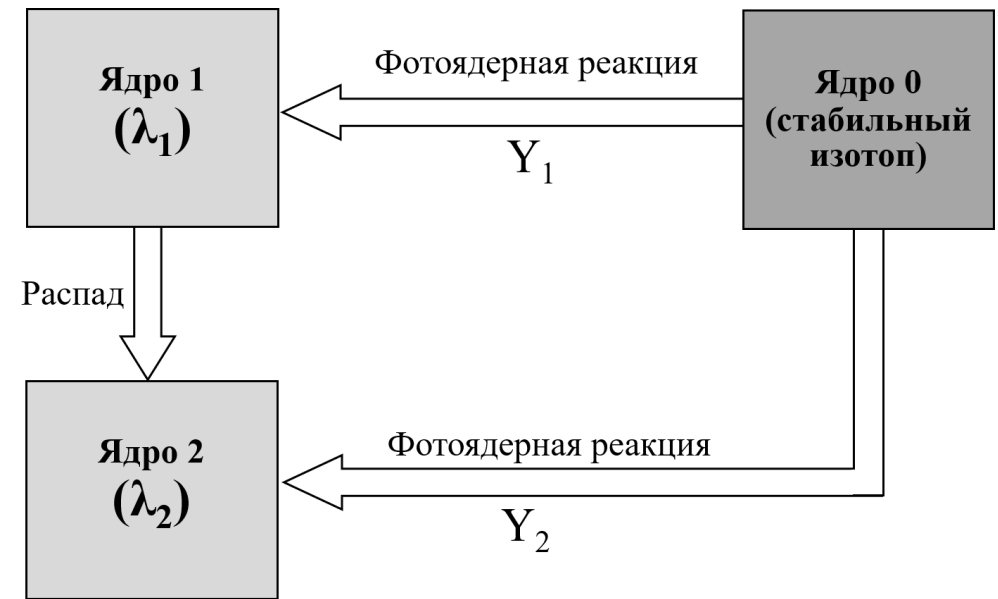 Ядро 1
(λ₁)
Фотоядерная реакция
Y₁
Ядро 0
(стабильный
изотоп)
Распад
Ядро 2
(λ₂)
Фотоядерная реакция
Y₂